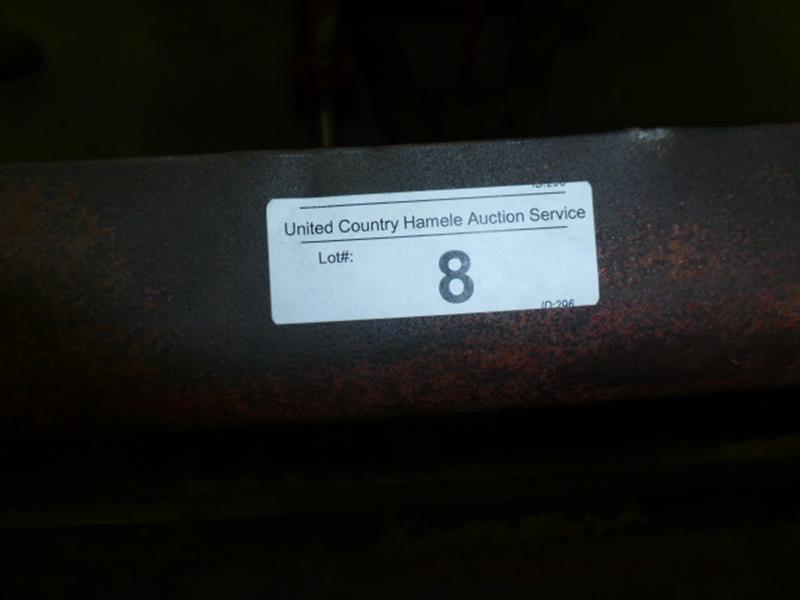 United Country Hamele Auction Service
Lot#:
8
ID:296